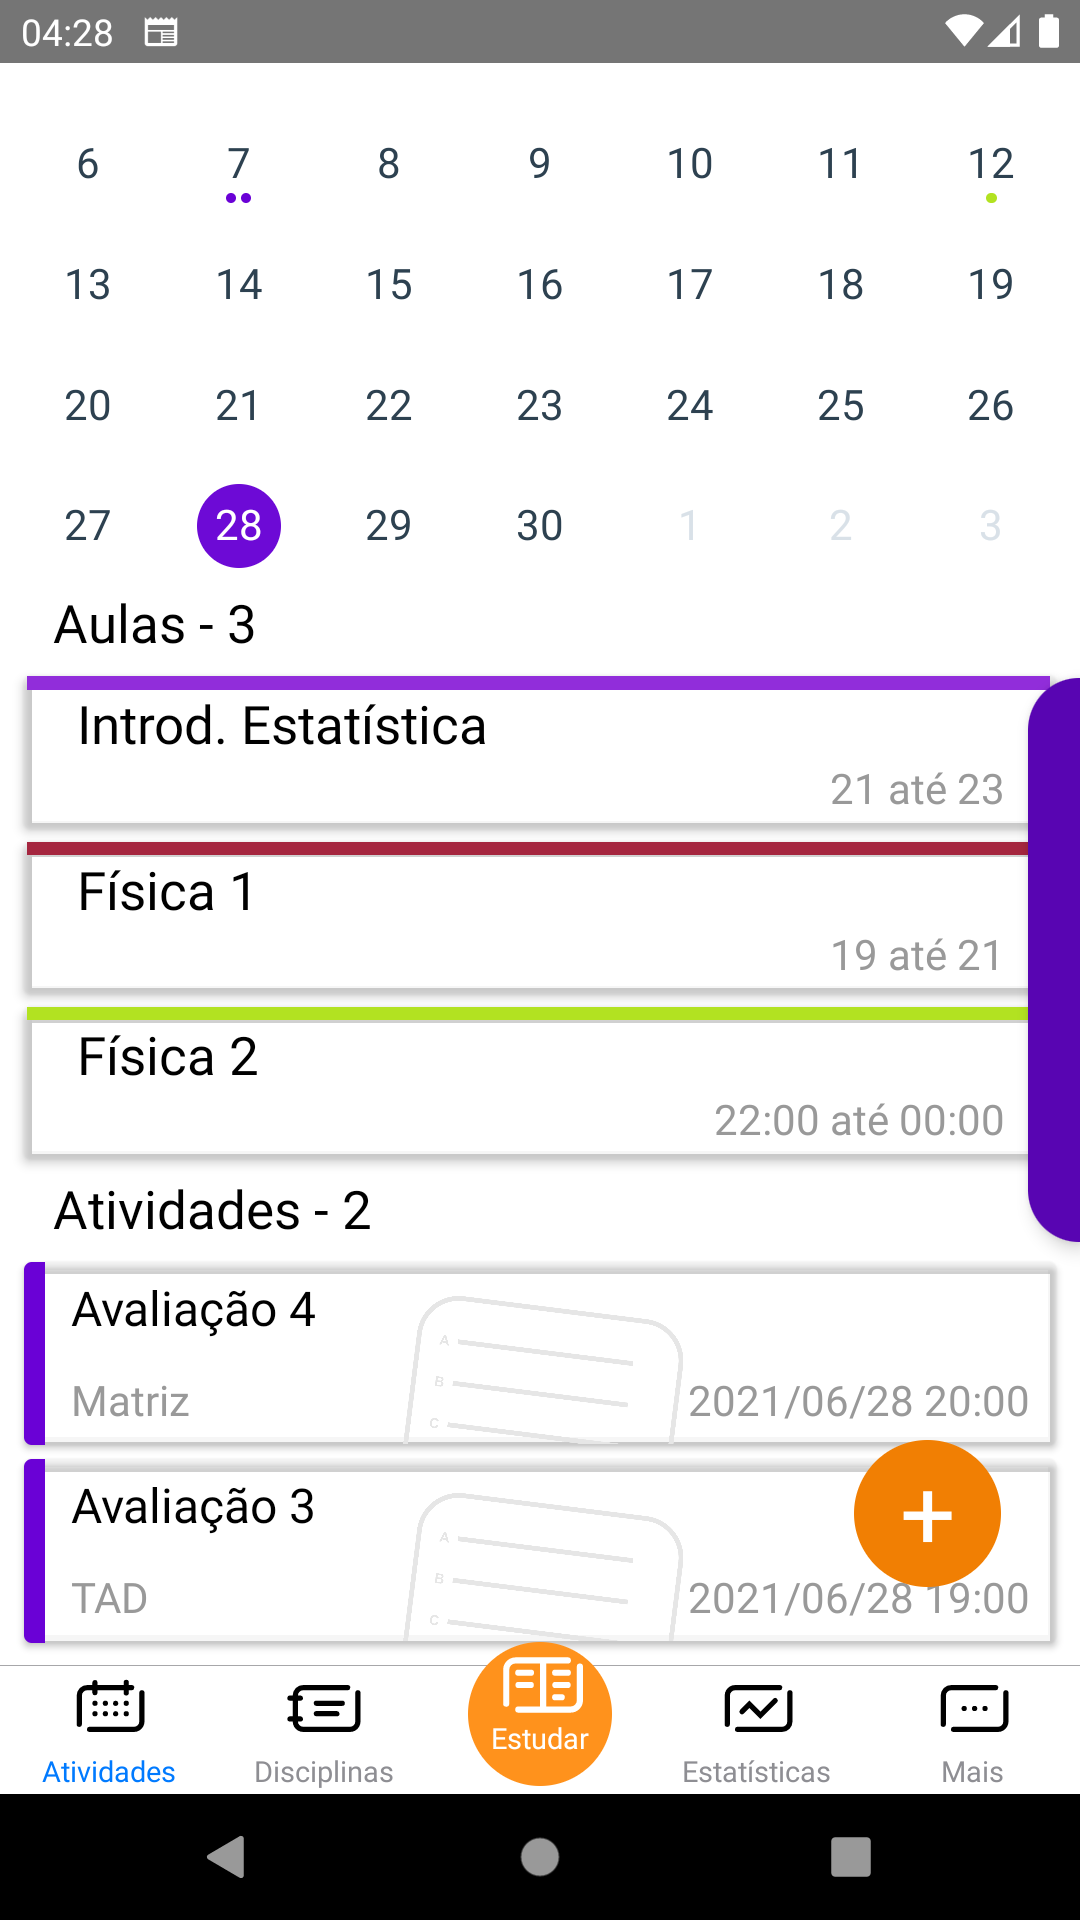 04:28
6 7 8 9 10 11 12
13 14 15 16 17 18 19
20 21 22 23 24 25 26
27 28 29 30 1 2 3
Aulas - 3
Introd. Estatística
21 até 23
Física 1
19 até 21
Física 2
22:00 até 00:00
Atividades - 2
Avaliação 4
A
B
C
Matriz
2021/06/28 20:00
Avaliação 3
A
B
C
TAD
2021/06/28 19:00
+
Atividades
Disciplinas
Estudar
Estatísticas
Mais